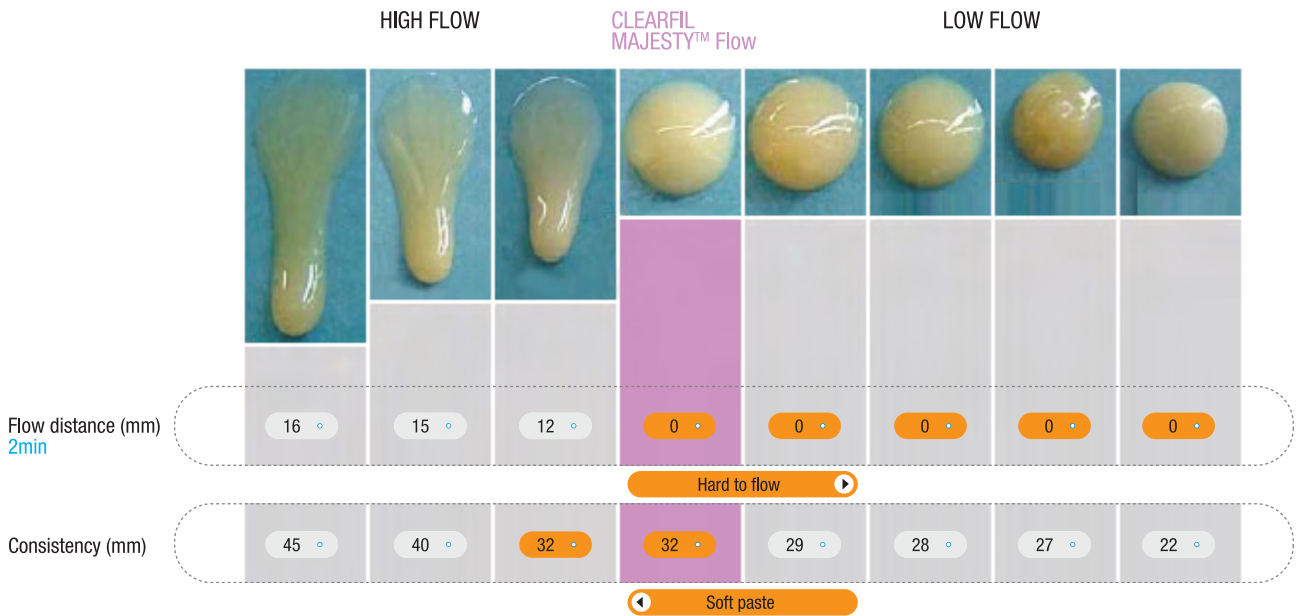 HIGH FLOW
CLEARFIL
MAJESTY™ Flow
LOW FLOW
Flow distance (mm)
2min
16 15 12 0 0 0 0 0
Hard to flow
Consistency (mm)
45 40 32 32 29 28 27 22
Soft paste